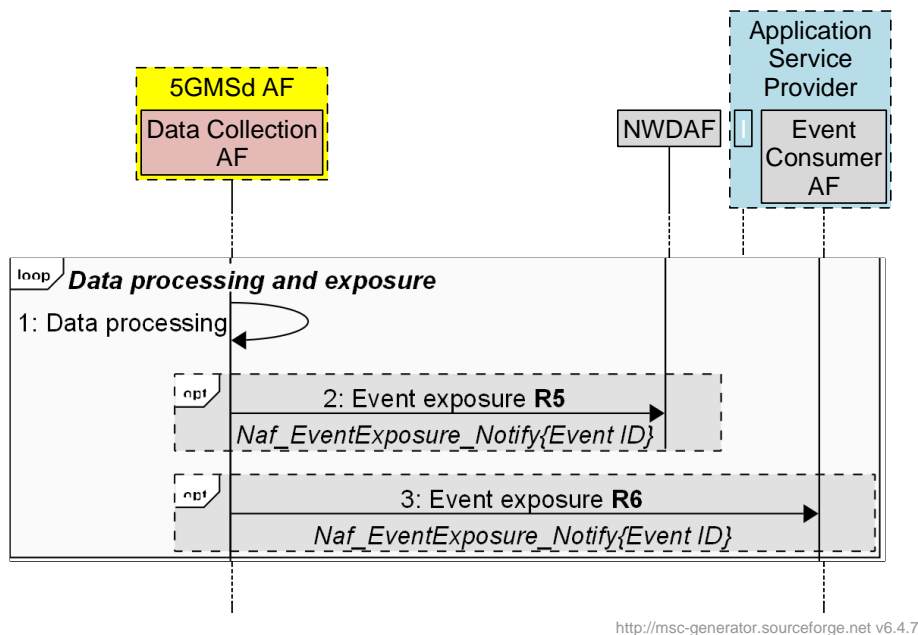 Application
Service
Provider
5GMSd AF
Data Collection
AF
NWDAF
Event
Consumer
AF
loop
Data processing and exposure
1: Data processing
opt
2: Event exposure R5
Naf_EventExposure_Notify{Event ID}
opt
3: Event exposure R6
Naf_EventExposure_Notify{Event ID}
http://msc-generator.sourceforge.net v6.4.7